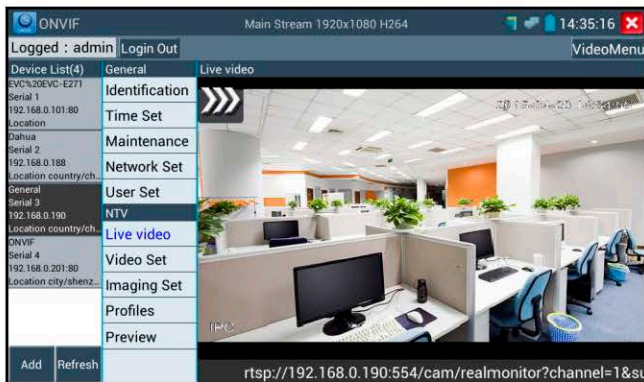 ONVIF
Main Stream 1920x1080 H264
14:35:16
Logged : admin
Login Out
VideoMenu
Device List(4)
EVC%20EVC-E271
Serial 1
192.168.0.101:80
Location
Dahua
Serial 2
192.168.0.188
Location country/ch...
General
Serial 3
192.168.0.190
Location country/ch...
ONVIF
Serial 4
192.168.0.201:80
Location city/shenz...
Add
Refresh
General
Identification
Time Set
Maintenance
Network Set
User Set
NTV
Live video
Video Set
Imaging Set
Profiles
Preview
Live video
IPC
rtsp://192.168.0.190:554/cam/realmonitor?channel=1&su